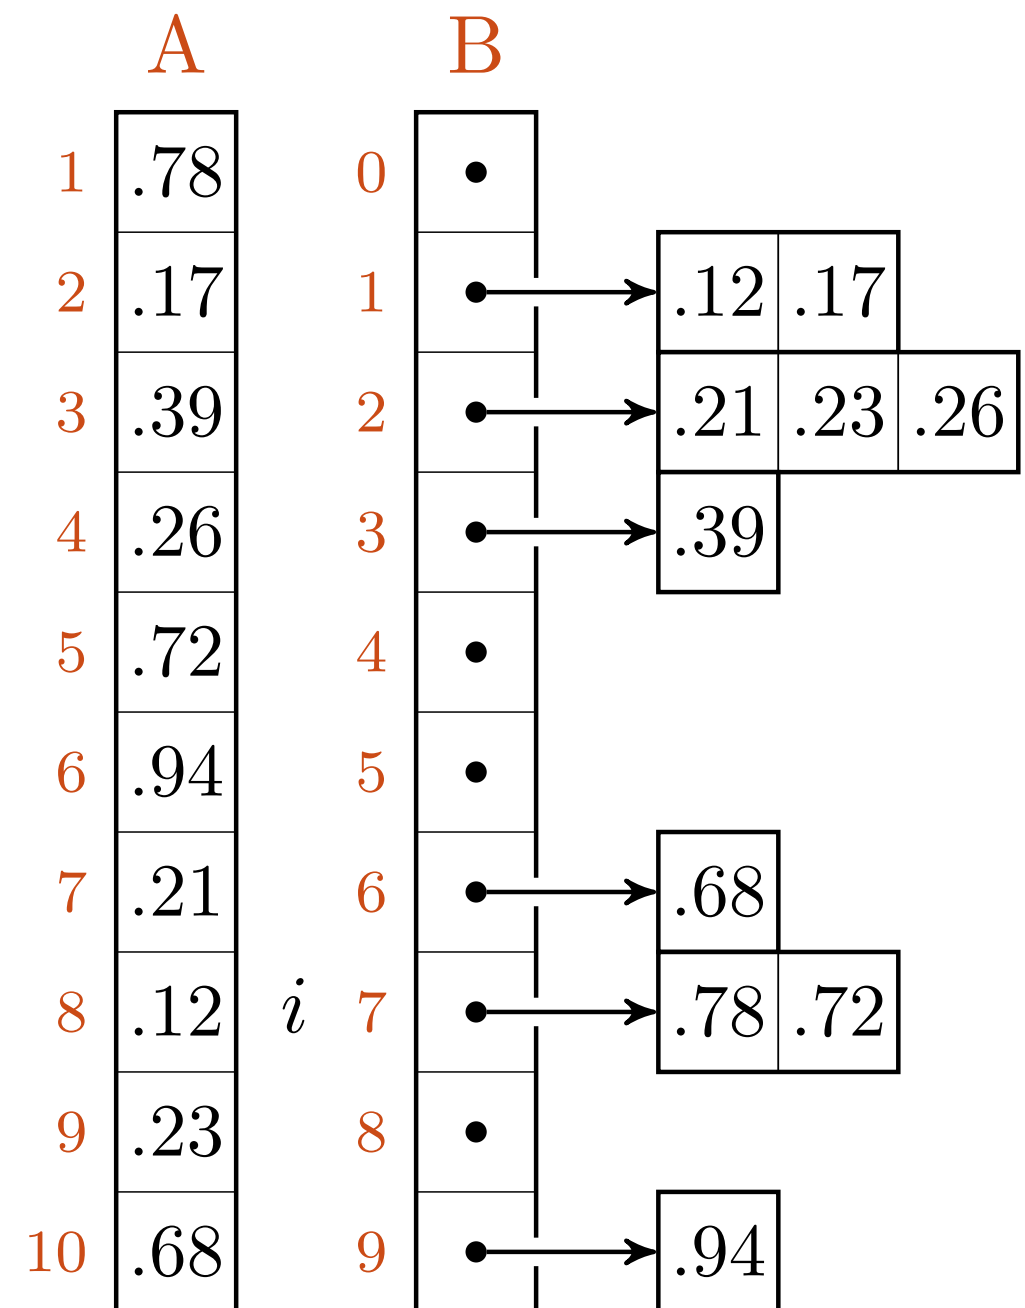 A B
1 .78 0
2 .17 1 .12 .17
3 .39 2 .21 .23 .26
4 .26 3 .39
5 .72 4
6 .94 5
7 .21 6 .68
8 .12 i 7 .78 .72
9 .23 8
10 .68 9 .94